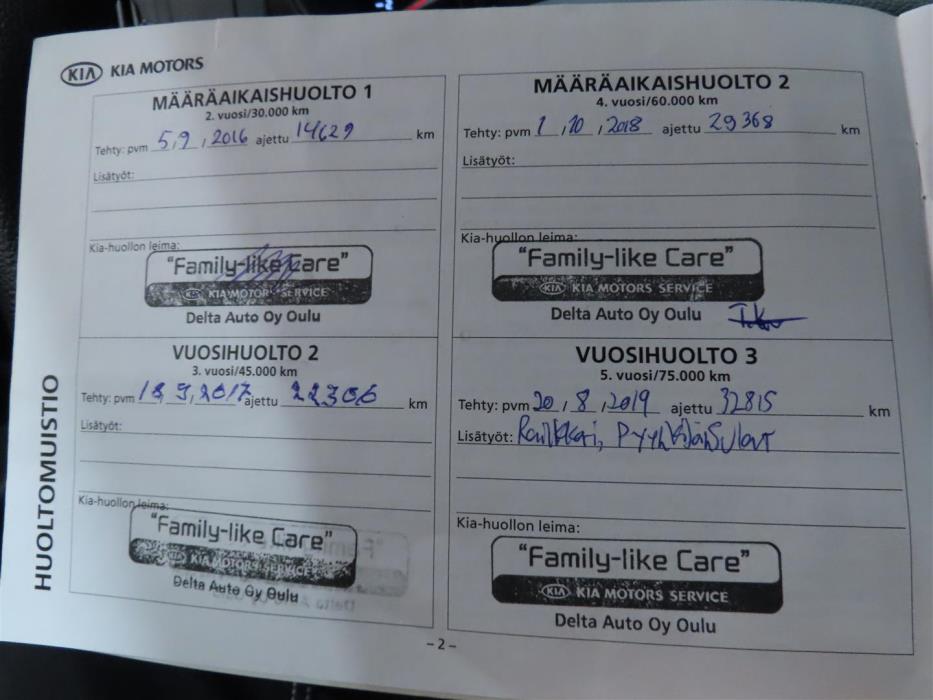 KIA KIA MOTORS
HUOLTOMUISTIO
MÄÄRÄAIKAISHUOLTO 1
2. vuosi/30.000 km
Tehty: pvm 5,9,2016 ajettu 14629 km
Lisätyöt:
Kia-huollon leima:
"Family-like Care"
KIA KIA MOTORS SERVICE
Delta Auto Oy Oulu
MÄÄRÄAIKAISHUOLTO 2
4. vuosi/60.000 km
Tehty: pvm 1,10,2018 ajettu 29368 km
Lisätyöt:
Kia-huollon leima:
"Family-like Care"
KIA KIA MOTORS SERVICE
Delta Auto Oy Oulu
VUOSIHUOLTO 2
3. vuosi/45.000 km
Tehty: pvm 18,9,2017 ajettu 22306 km
Lisätyöt:
Kia-huollon leima:
"Family-like Care"
KIA KIA MOTORS SERVICE
Delta Auto Oy Oulu
VUOSIHUOLTO 3
5. vuosi/75.000 km
Tehty: pvm 20,8,2019 ajettu 32815 km
Lisätyöt:
Kia-huollon leima:
"Family-like Care"
KIA KIA MOTORS SERVICE
Delta Auto Oy Oulu
-2-